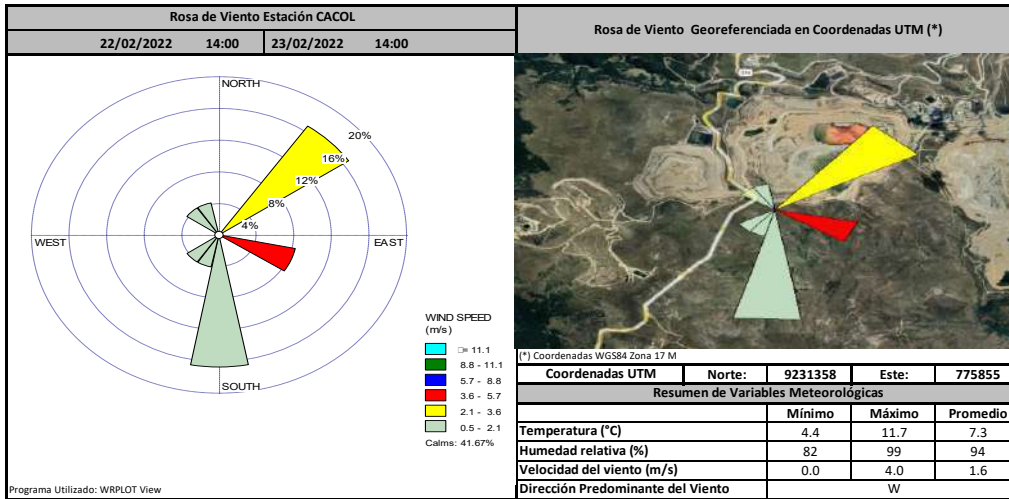 Rosa de Viento Estación CACOL
22/02/2022 14:00 23/02/2022 14:00
NORTH
20%
16%
12%
8%
4%
WEST
EAST
SOUTH
WIND SPEED
(m/s)
□= 11.1
8.8 - 11.1
5.7 - 8.8
3.6 - 5.7
2.1 - 3.6
0.5 - 2.1
Calms: 41.67%
Programa Utilizado: WRPLOT View
Rosa de Viento Georeferenciada en Coordenadas UTM (*)
(*) Coordenadas WGS84 Zona 17 M
Coordenadas UTM Norte: 9231358 Este: 775855
Resumen de Variables Meteorológicas
Mínimo Máximo Promedio
Temperatura (°C) 4.4 11.7 7.3
Humedad relativa (%) 82 99 94
Velocidad del viento (m/s) 0.0 4.0 1.6
Dirección Predominante del Viento W